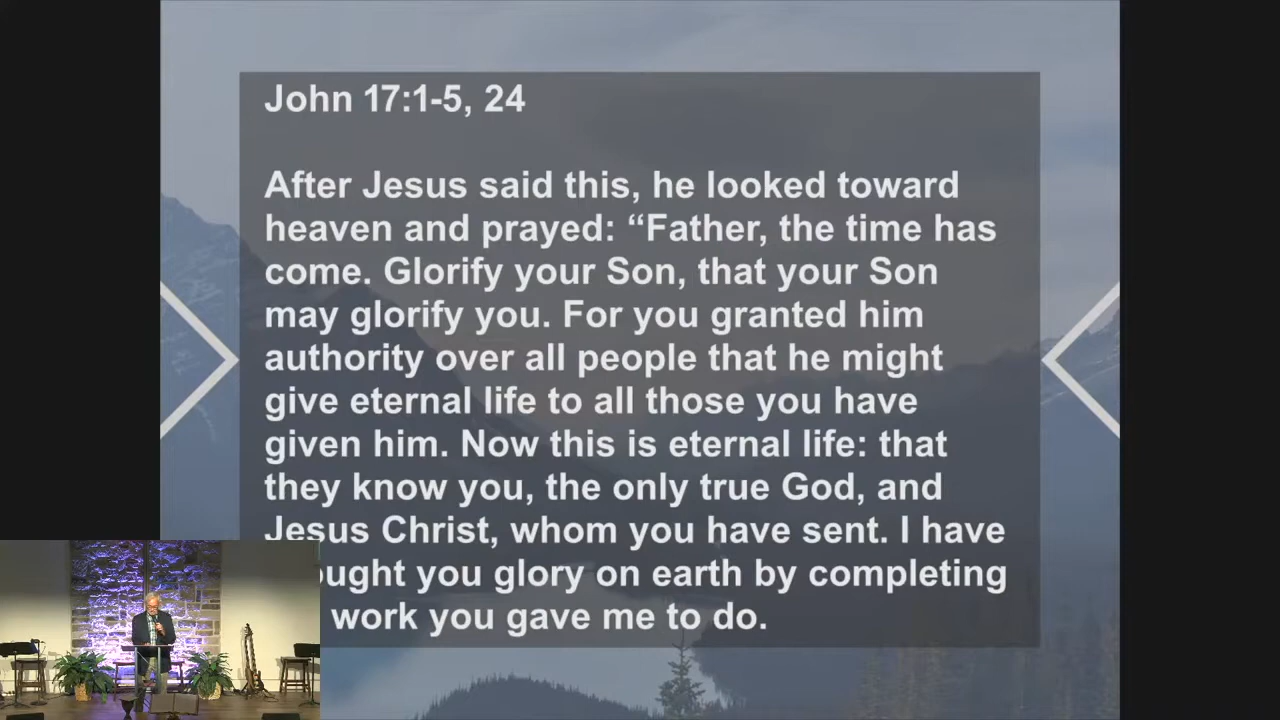 John 17:1-5, 24
After Jesus said this, he looked toward
heaven and prayed: “Father, the time has
come. Glorify your Son, that your Son
may glorify you. For you granted him
authority over all people that he might
give eternal life to all those you have
given him. Now this is eternal life: that
they know you, the only true God, and
Jesus Christ, whom you have sent. I have
ought you glory on earth by completing
work you gave me to do.